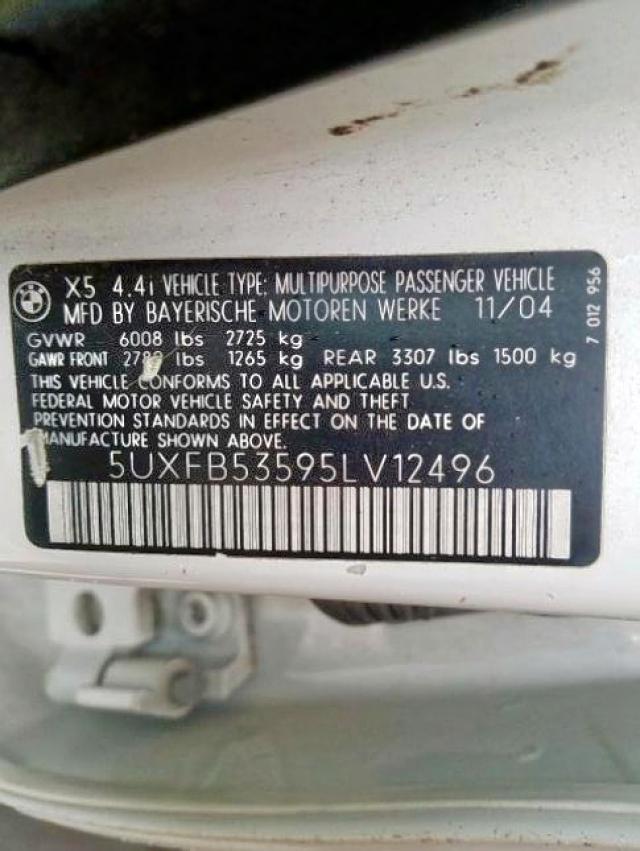 X5 4.4i VEHICLE TYPE: MULTIPURPOSE PASSENGER VEHICLE
MFD BY BAYERISCHE MOTOREN WERKE 11/04
GVWR 6008 lbs 2725 kg
GAWR FRONT lbs 1265 kg REAR 3307 lbs 1500 kg
THIS VEHICLE CONFORMS TO ALL APPLICABLE U.S.
FEDERAL MOTOR VEHICLE SAFETY AND THEFT
PREVENTION STANDARDS IN EFFECT ON THE DATE OF
MANUFACTURE SHOWN ABOVE.
5UXFB53595LV12496
7 012 956